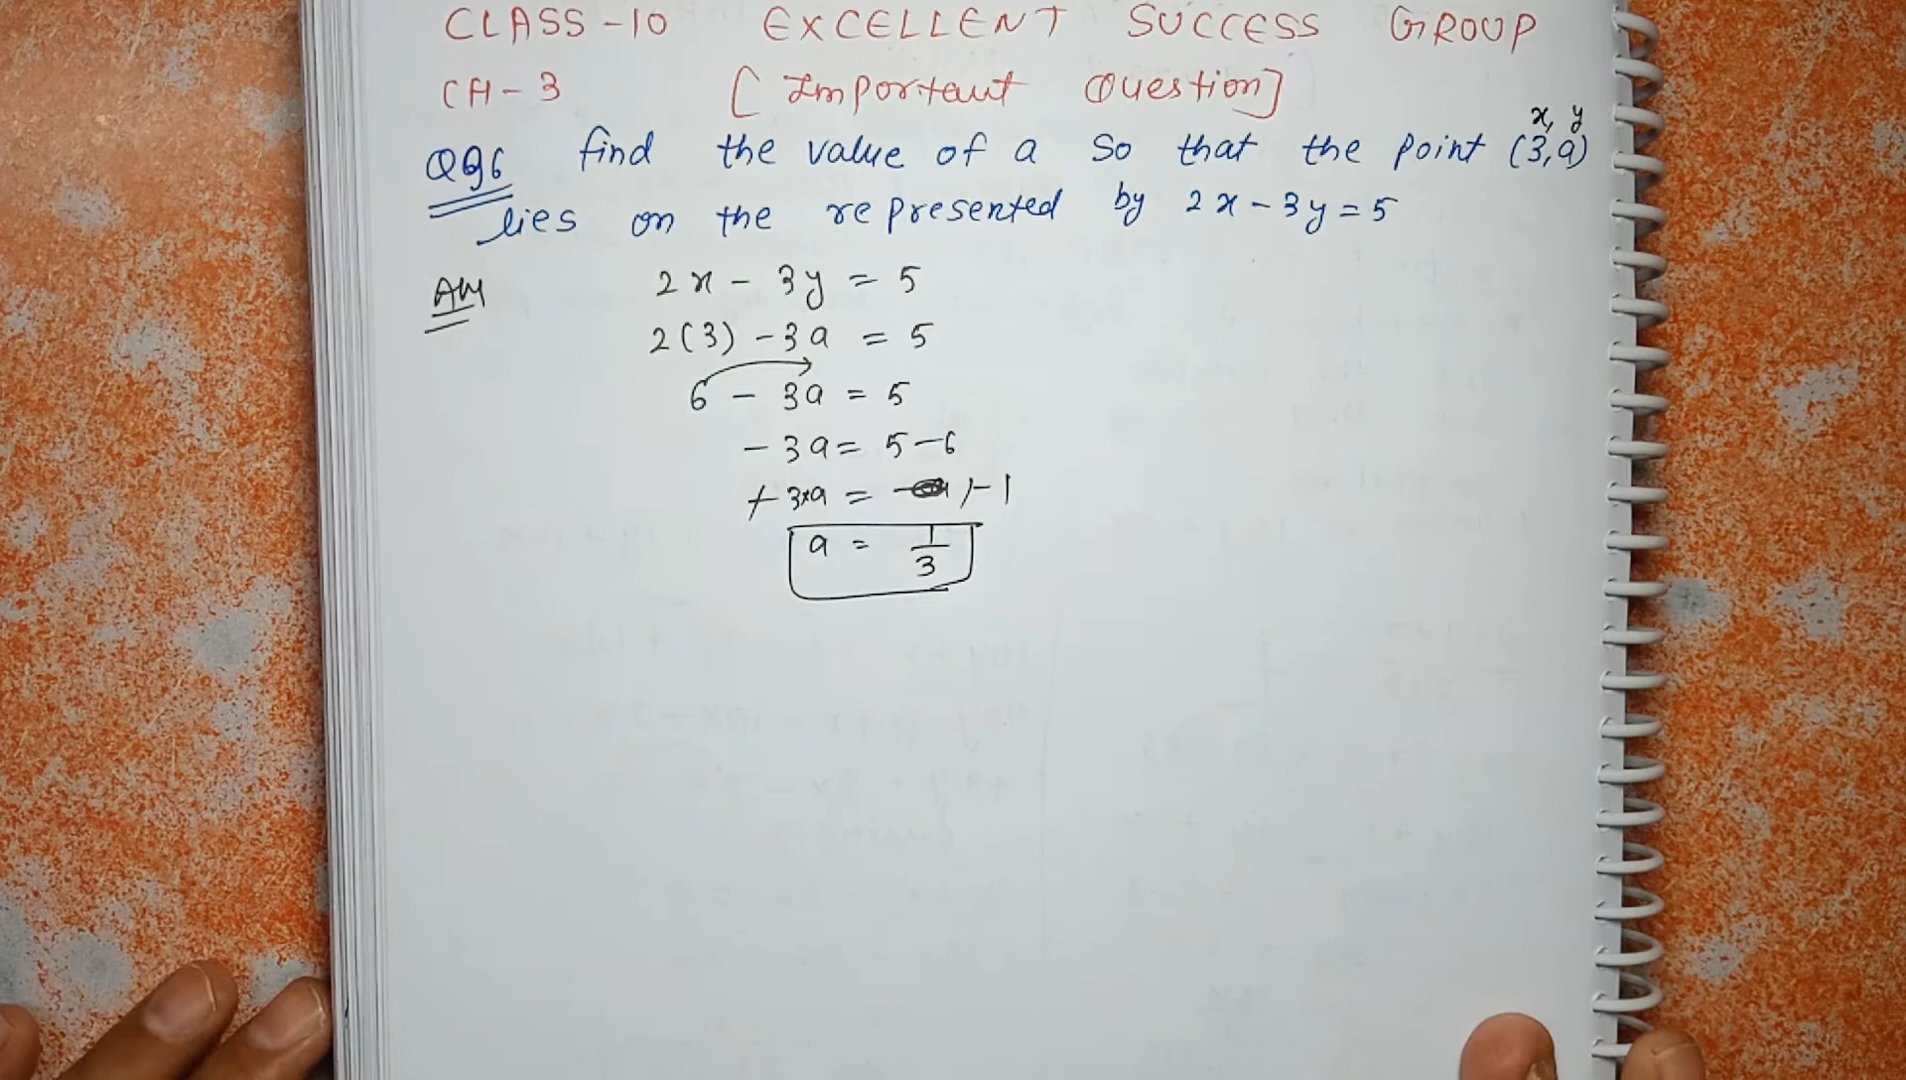 CLASS-10 EXCELLENT SUCCESS GROUP
CH-3 [Important Question]
x, y
Q96 find the value of a so that the point (3,a)
lies on the represented by 2x-3y=5
Ans
2x - 3y = 5
2(3) - 3a = 5
6 - 3a = 5
- 3a = 5-6
+ 3×a = +1
a = 1/3